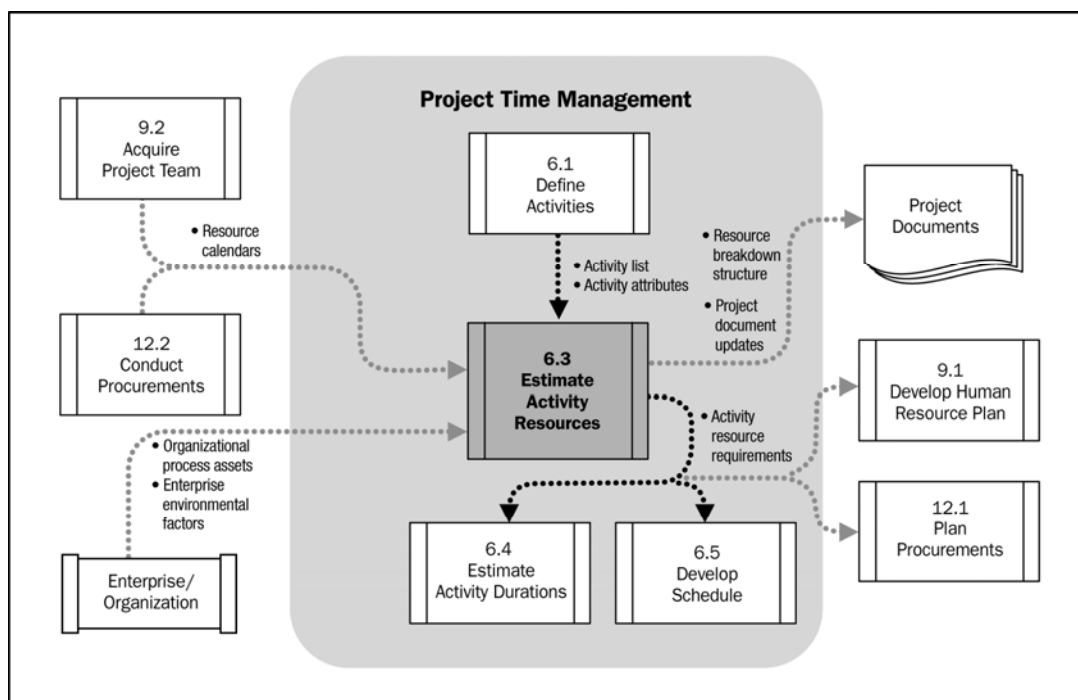 Project Time Management
9.2
Acquire
Project Team
6.1
Define
Activities
Project
Documents
• Resource
calendars
• Resource
breakdown
structure
• Project
document
updates
• Activity list
• Activity attributes
12.2
Conduct
Procurements
6.3
Estimate
Activity
Resources
9.1
Develop Human
Resource Plan
• Activity
resource
requirements
• Organizational
process assets
• Enterprise
environmental
factors
12.1
Plan
Procurements
6.4
Estimate
Activity Durations
6.5
Develop
Schedule
Enterprise/
Organization